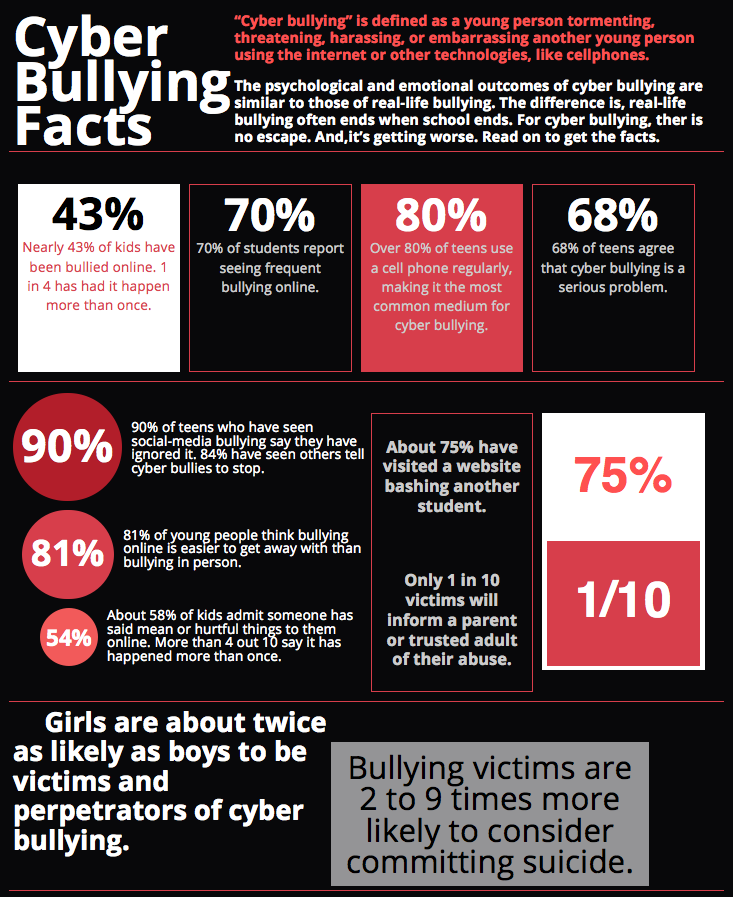 Cyber
Bullying
Facts
“Cyber bullying” is defined as a young person tormenting,
threatening, harassing, or embarrassing another young person
using the internet or other technologies, like cellphones.
The psychological and emotional outcomes of cyber bullying are
similar to those of real-life bullying. The difference is, real-life
bullying often ends when school ends. For cyber bullying, ther is
no escape. And,it’s getting worse. Read on to get the facts.
43%
Nearly 43% of kids have
been bullied online. 1
in 4 has had it happen
more than once.
70%
70% of students report
seeing frequent
bullying online.
80%
Over 80% of teens use
a cell phone regularly,
making it the most
common medium for
cyber bullying.
68%
68% of teens agree
that cyber bullying is a
serious problem.
90%
90% of teens who have seen
social-media bullying say they have
ignored it. 84% have seen others tell
cyber bullies to stop.
81%
81% of young people think bullying
online is easier to get away with than
bullying in person.
54%
About 58% of kids admit someone has
said mean or hurtful things to them
online. More than 4 out 10 say it has
happened more than once.
About 75% have
visited a website
bashing another
student.
75%
Only 1 in 10
victims will
inform a parent
or trusted adult
of their abuse.
1/10
Girls are about twice
as likely as boys to be
victims and
perpetrators of cyber
bullying.
Bullying victims are
2 to 9 times more
likely to consider
committing suicide.